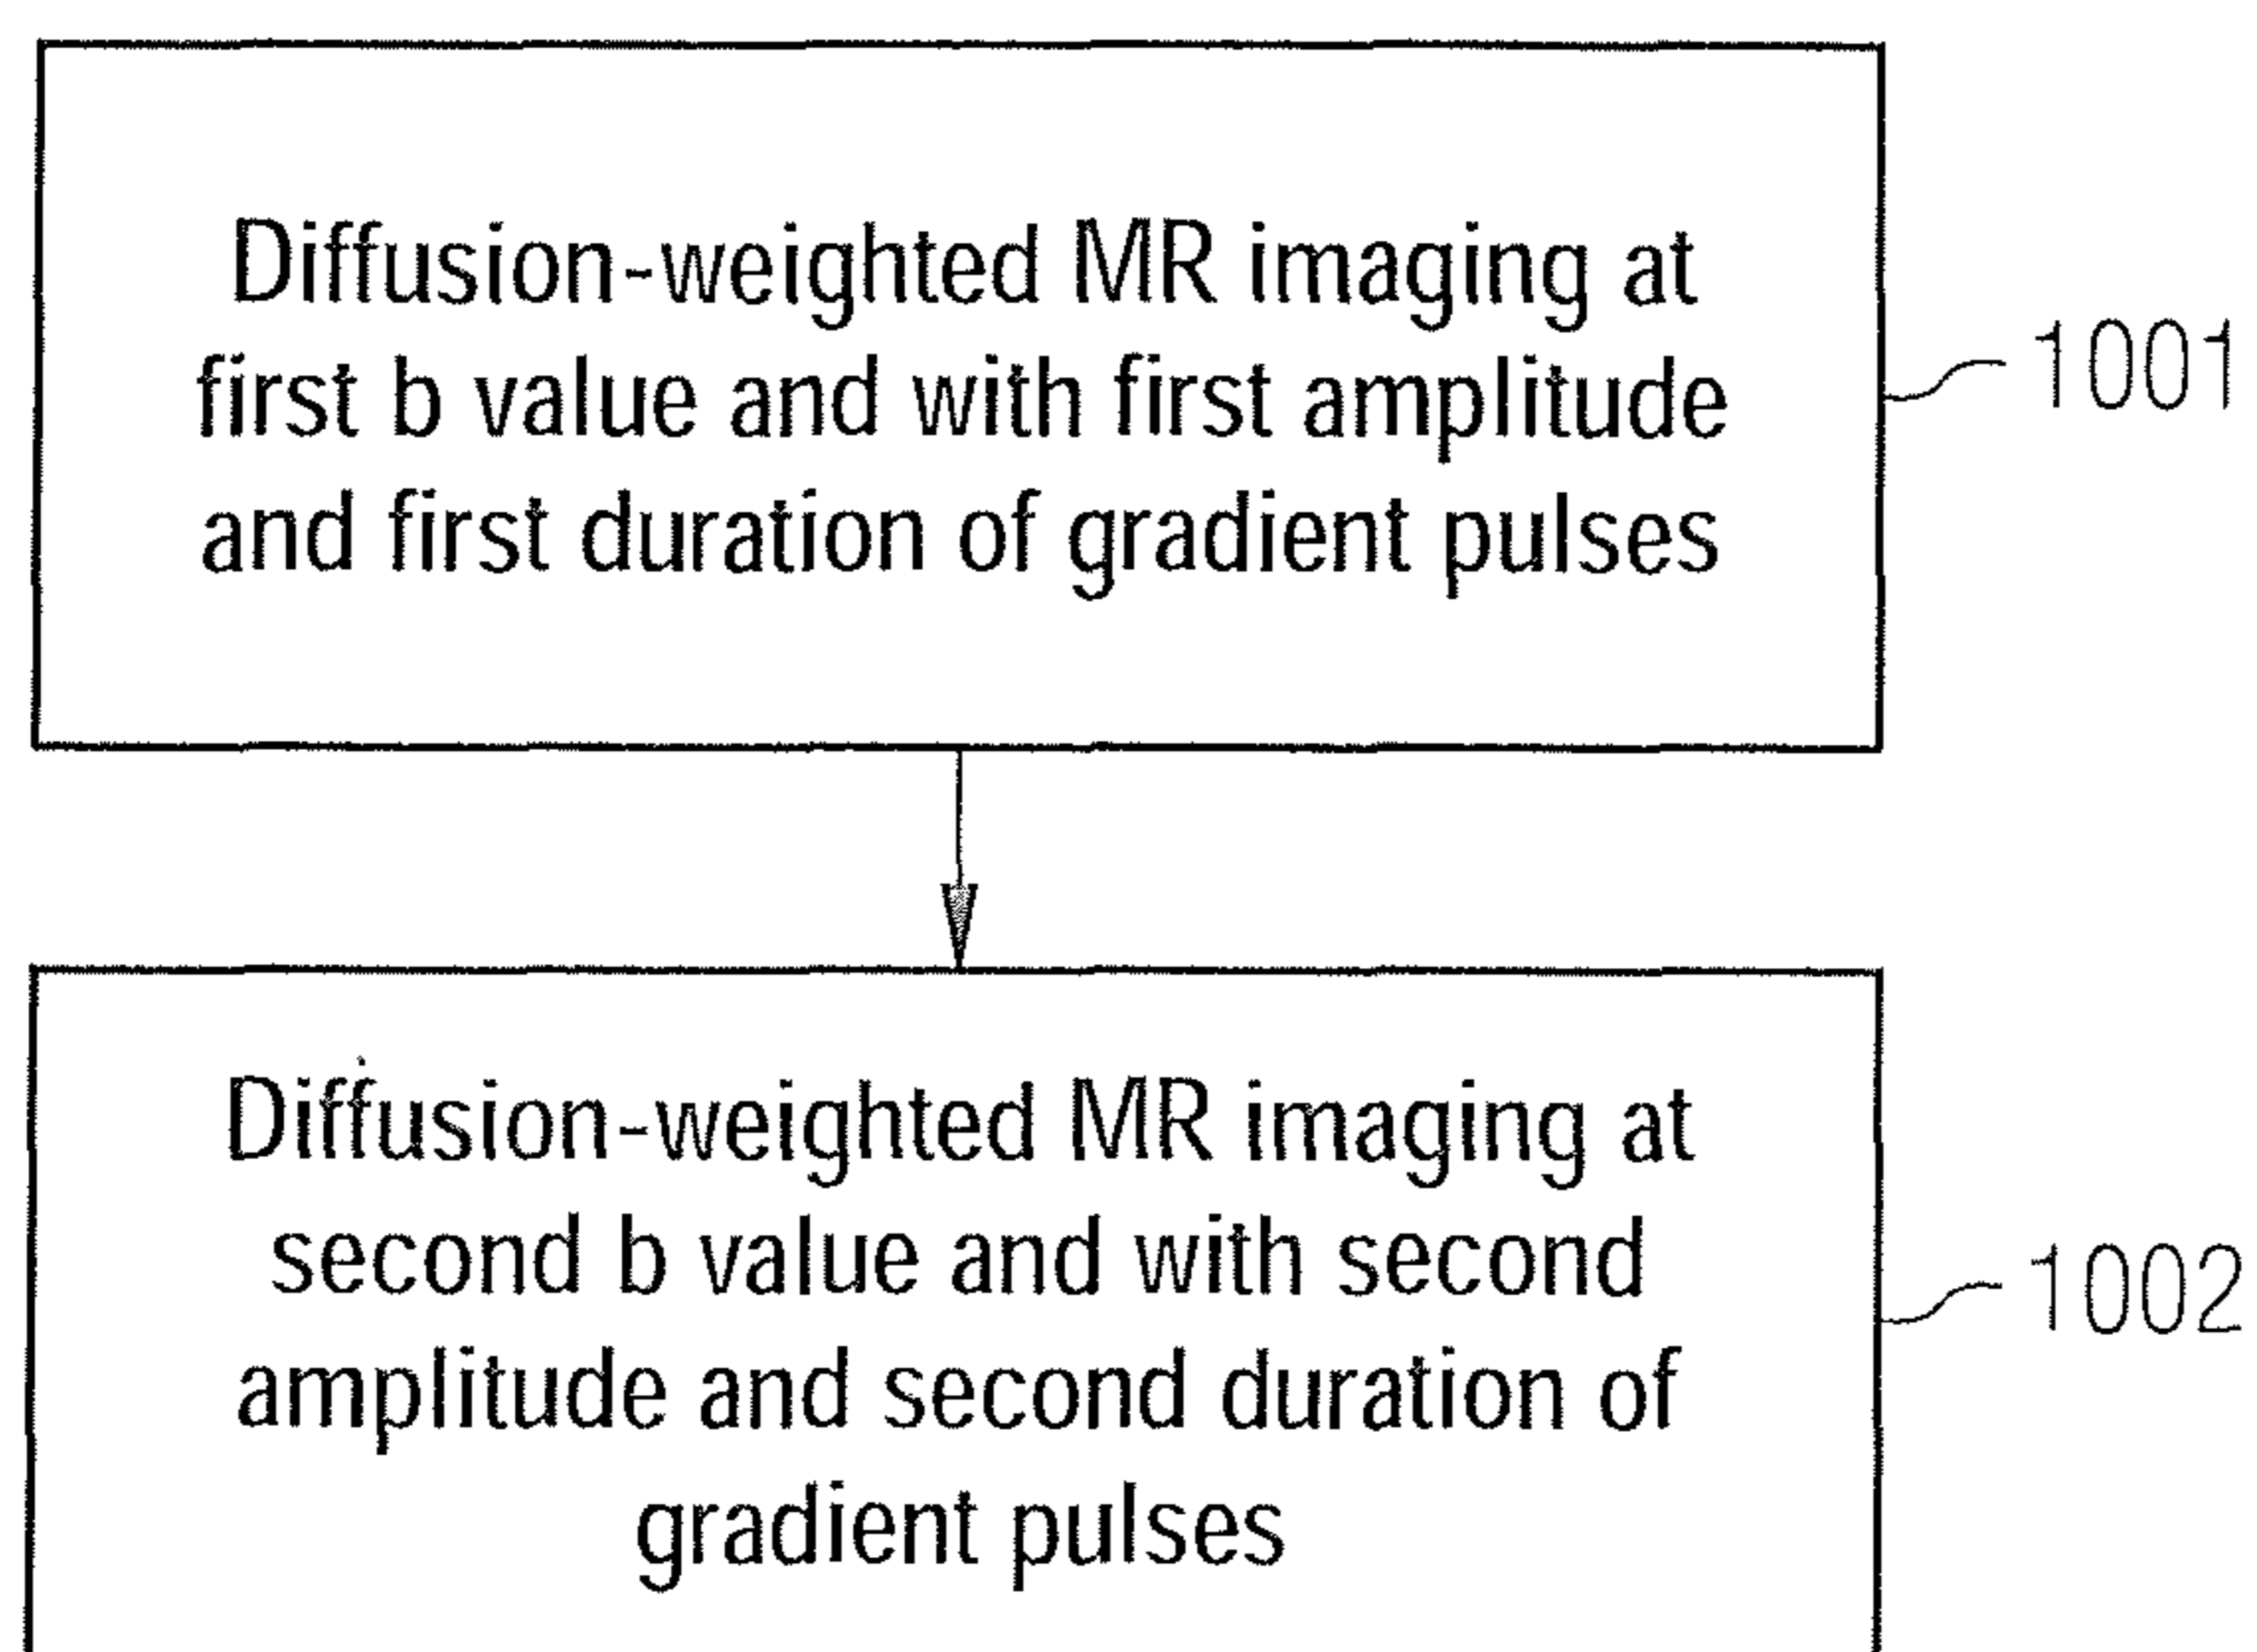 Diffusion-weighted MR imaging at
first b value and with first amplitude
and first duration of gradient pulses
1001
Diffusion-weighted MR imaging at
second b value and with second
amplitude and second duration of
gradient pulses
1002